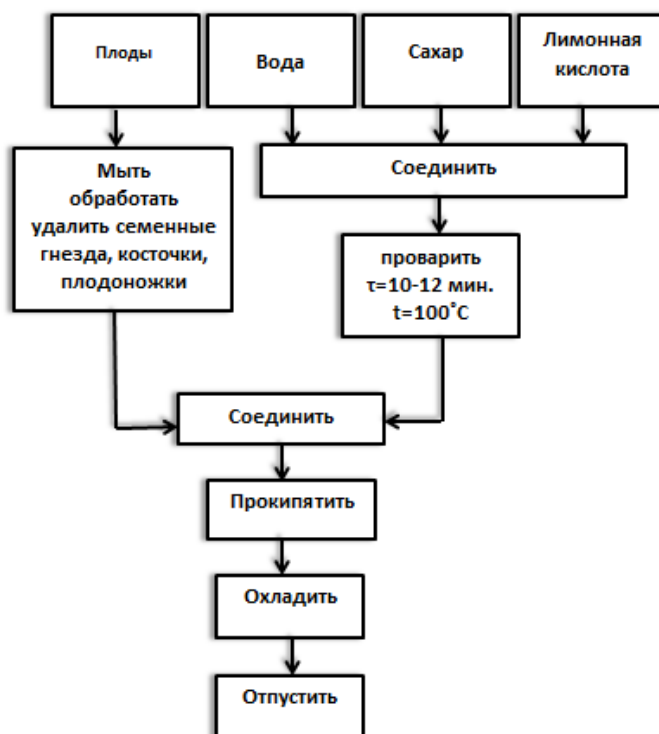 Плоды
Вода
Сахар
Лимонная
кислота
Мыть
обработать
удалить семенные
гнезда, косточки,
плодоножки
Соединить
проварить
τ=10-12 мин.
t=100˚С
Соединить
Прокипятить
Охладить
Отпустить